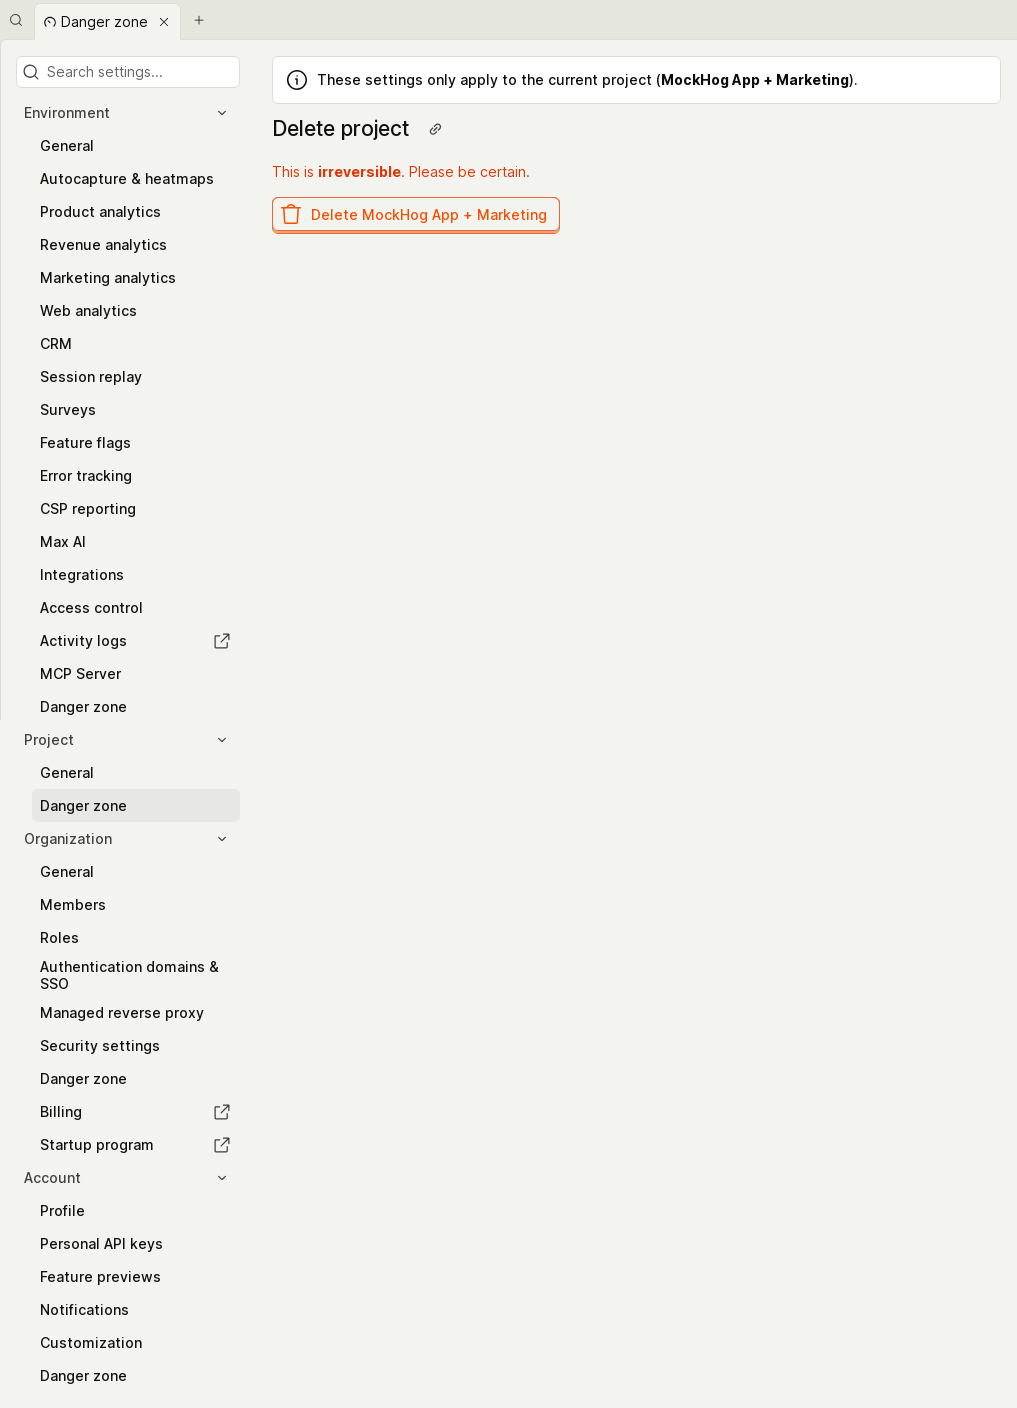 Danger zone
Search settings...
Environment
General
Autocapture & heatmaps
Product analytics
Revenue analytics
Marketing analytics
Web analytics
CRM
Session replay
Surveys
Feature flags
Error tracking
CSP reporting
Max AI
Integrations
Access control
Activity logs
MCP Server
Danger zone
Project
General
Danger zone
Organization
General
Members
Roles
Authentication domains &
SSO
Managed reverse proxy
Security settings
Danger zone
Billing
Startup program
Account
Profile
Personal API keys
Feature previews
Notifications
Customization
Danger zone
These settings only apply to the current project (MockHog App + Marketing).
Delete project
This is irreversible. Please be certain.
Delete MockHog App + Marketing